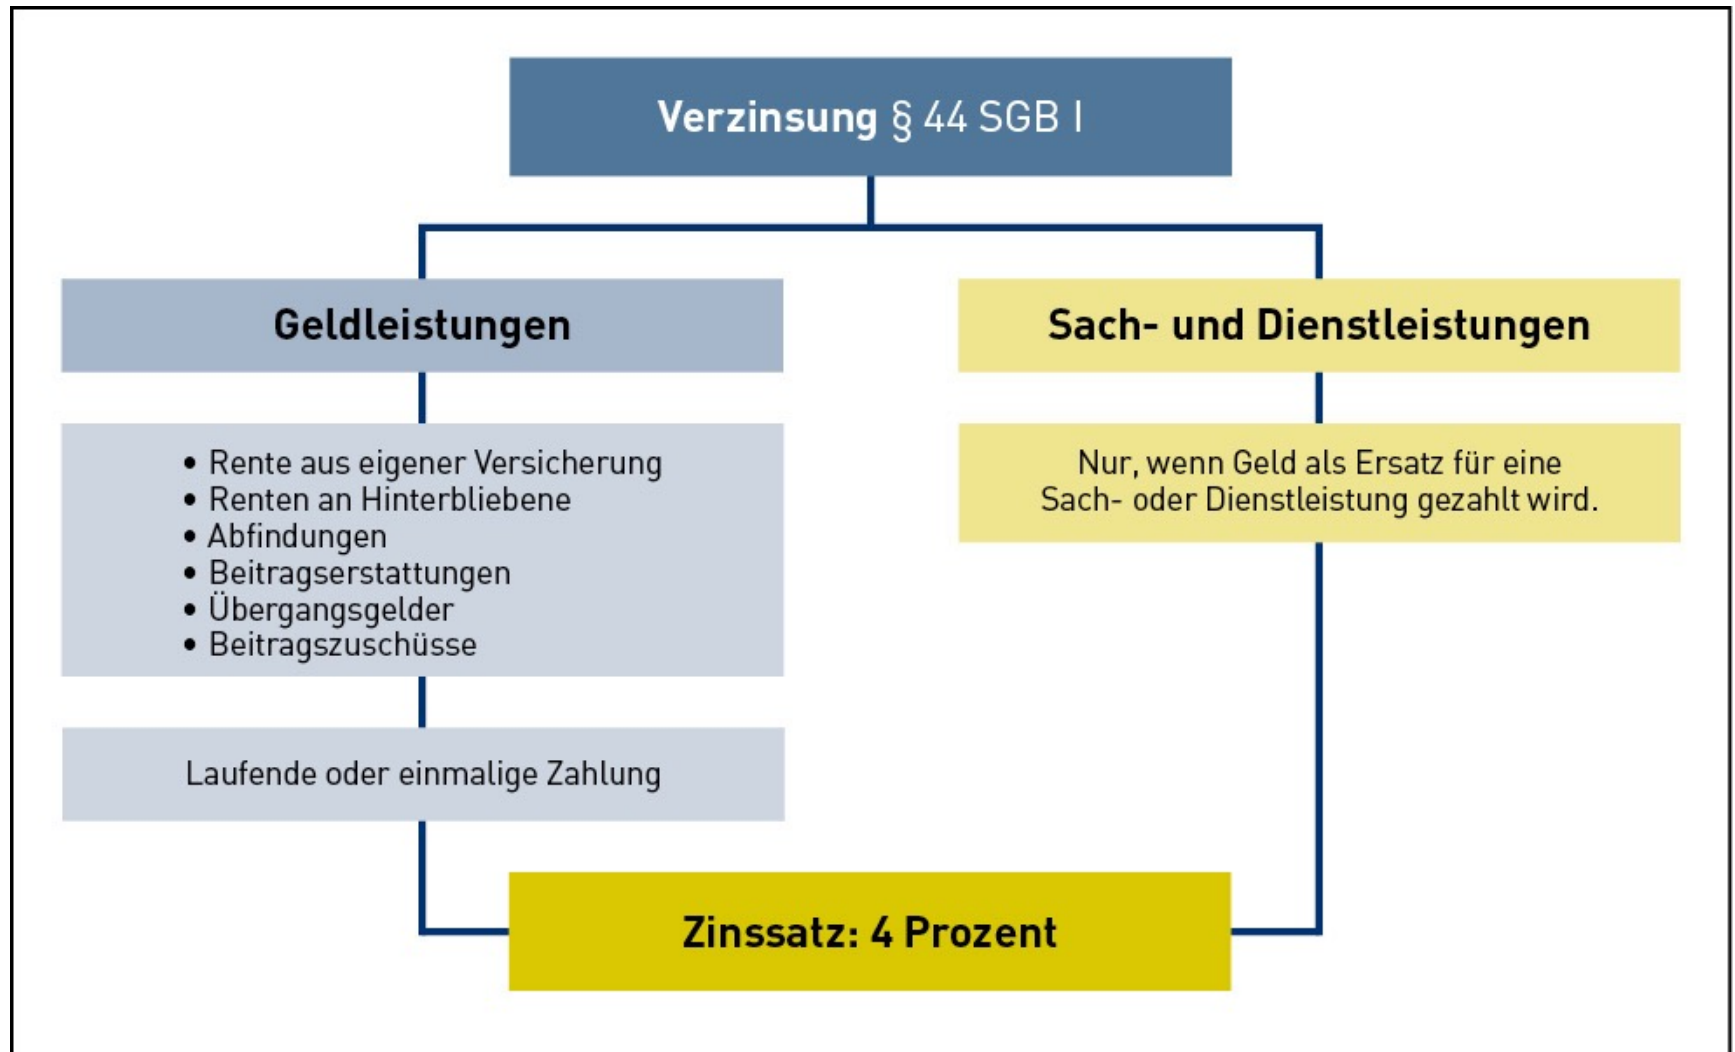 Verzinsung § 44 SGB I
Geldleistungen
• Rente aus eigener Versicherung
• Renten an Hinterbliebene
• Abfindungen
• Beitragserstattungen
• Übergangsgelder
• Beitragszuschüsse
Laufende oder einmalige Zahlung
Sach- und Dienstleistungen
Nur, wenn Geld als Ersatz für eine
Sach- oder Dienstleistung gezahlt wird.
Zinssatz: 4 Prozent